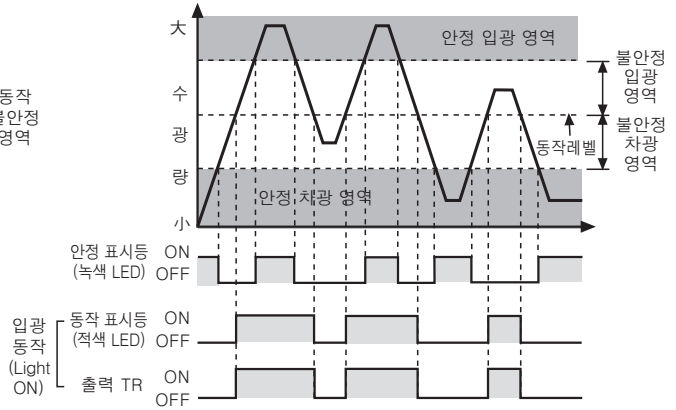 大
수
광
량
小
동작
불안정
영역
안정 입광 영역
안정 차광 영역
불안정
입광
영역
불안정
차광
영역
동작레벨
안정 표시등
(녹색 LED)
ON
OFF
입광
동작
(Light
ON)
동작 표시등
(적색 LED)
ON
OFF
출력 TR
ON
OFF